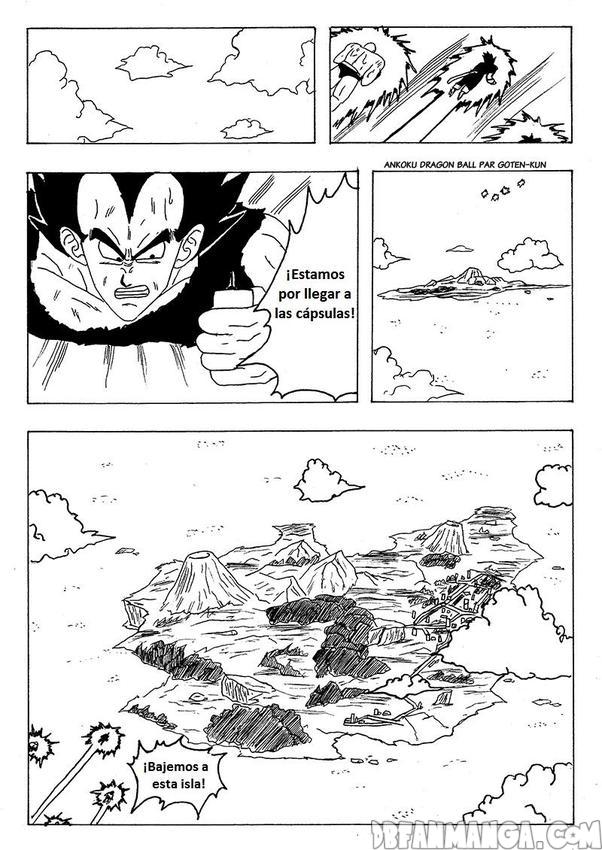 ANKOKU DRAGON BALL PAR GOTEN-KUN
¡Estamos
por llegar a
las cápsulas!
¡Bajemos a
esta isla!
DBFANMANGA.COM